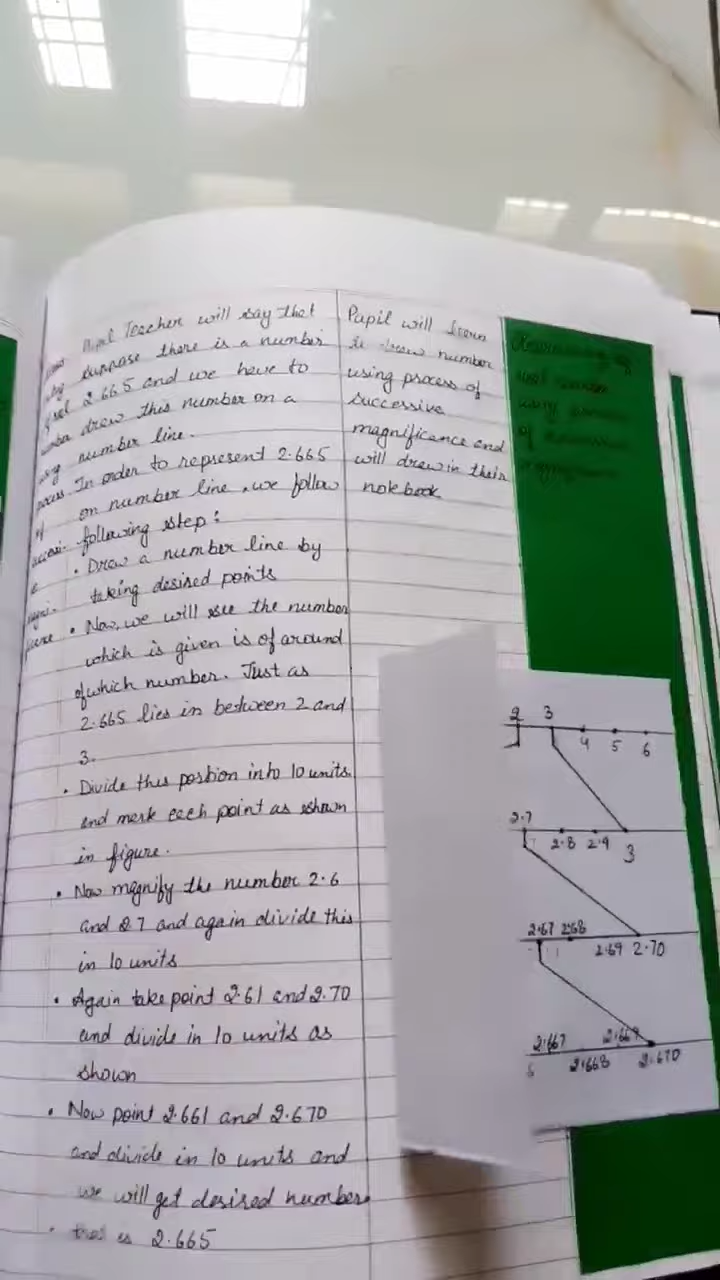 Teacher will say that
suppose there is a number
2.665 and we have to
draw this number on a
number line.
In order to represent 2.665
on number line, we follow
following step:
• Draw a number line by
taking desired points
• Now, we will see the number
which is given is of around
of which number. Just as
2.665 lies in between 2 and
3.
• Divide this portion into 10 units
and mark each point as shown
in figure.
• Now magnify the number 2.6
and 2.7 and again divide this
in 10 units
• Again take point 2.61 and 2.70
and divide in 10 units as
shown
• Now point 2.661 and 2.670
and divide in 10 units and
we will get desired number
• that is 2.665
Pupil will learn
to draw number
using process of
successive
magnificance and
will draw in their
notebook
using process
of
2 3
4 5 6
2.7
2.8 2.9 3
2.67 2.68
2.69 2.70
2.667 2.669
2.668 2.670